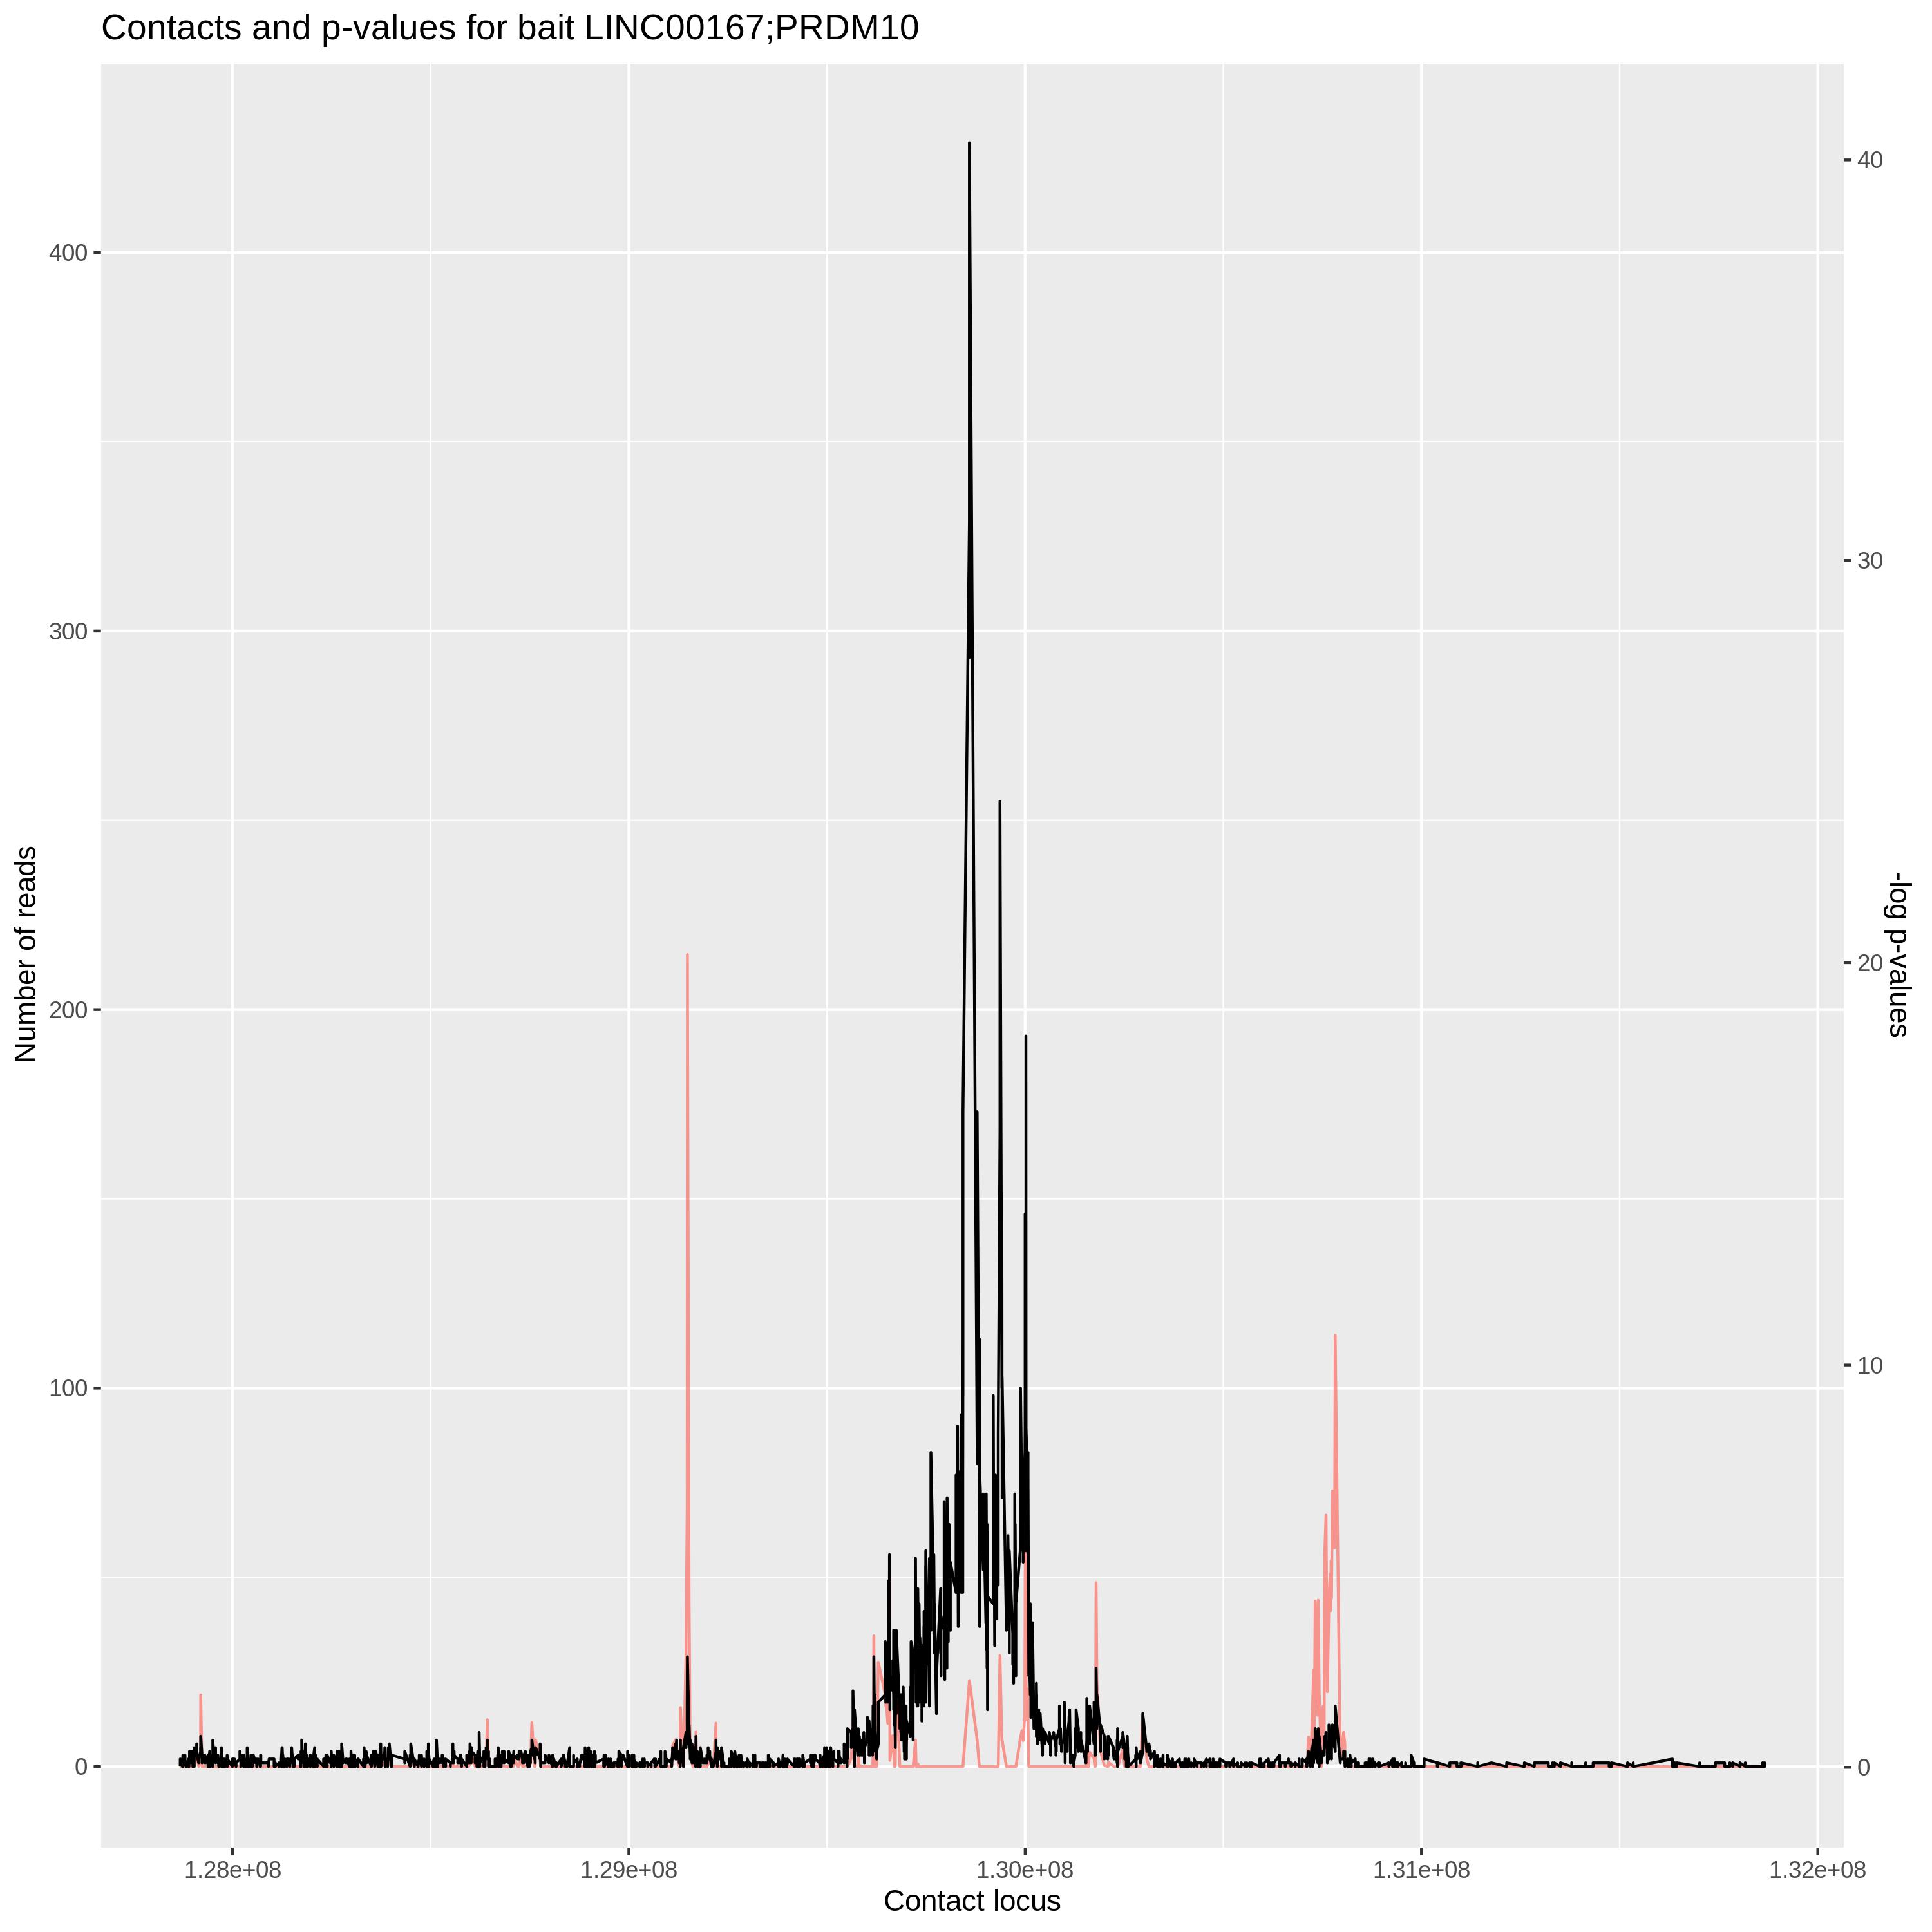 Contacts and p-values for bait LINC00167;PRDM10
Number of reads
400
300
200
100
0
40
30
20
10
0
-log p-values
1.28e+08
1.29e+08
1.30e+08
1.31e+08
1.32e+08
Contact locus